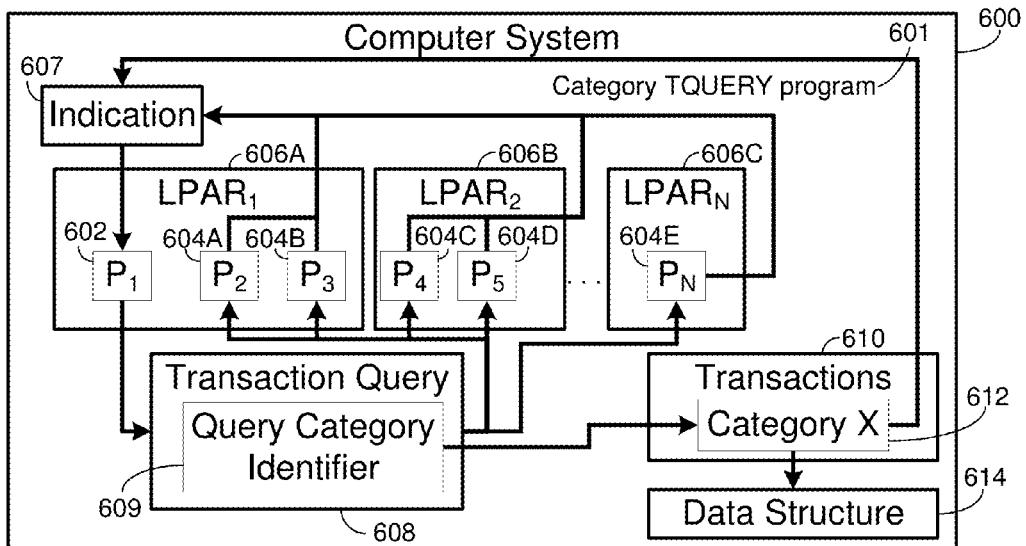 Computer System
600
601
607
Category TQUERY program
Indication
606A
606B
606C
LPAR₁
LPAR₂
LPARₙ
602
604A
604B
604C
604D
604E
P₁
P₂
P₃
P₄
P₅
. . . .
Pₙ
610
Transaction Query
Transactions
612
Query Category
Identifier
Category X
609
608
Data Structure
614